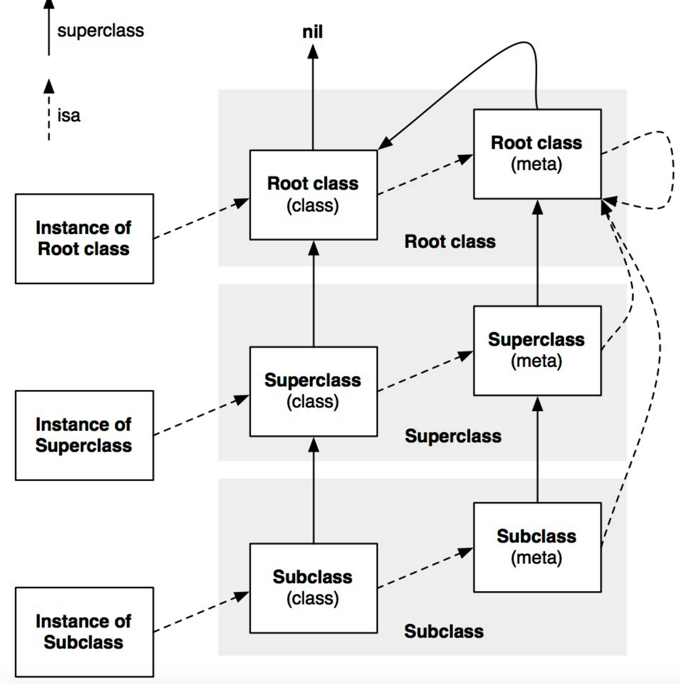 superclass
nil
isa
Root class
(meta)
Root class
(class)
Instance of
Root class
Root class
Superclass
(meta)
Superclass
(class)
Instance of
Superclass
Superclass
Subclass
(meta)
Subclass
(class)
Instance of
Subclass
Subclass